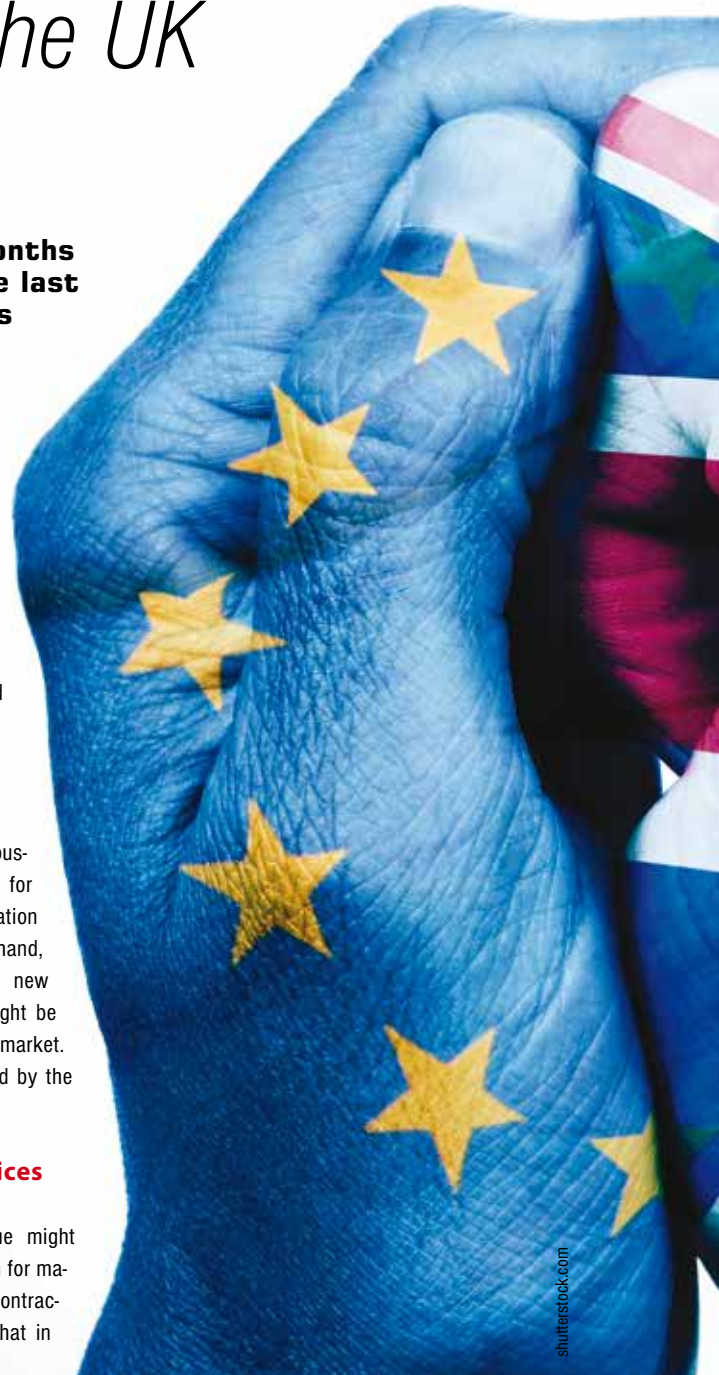 he UK
onths
e last
s
ous-
for
ation
hand,
new
ght be
market.
d by the
ices
ue might
for ma-
ontrac-
hat in
shutterstock.com